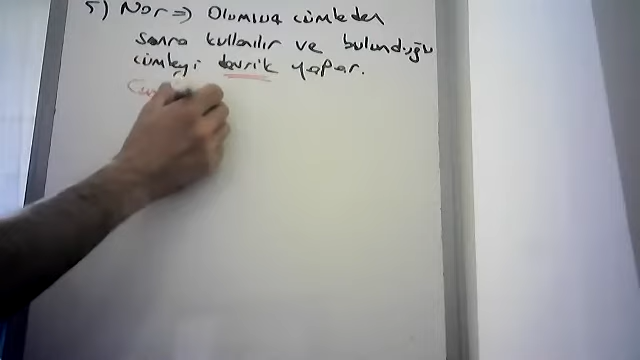 5) Nor => Olumsuz cümleden
sonra kullanılır ve bulunduğu
cümleyi devrik yapar.